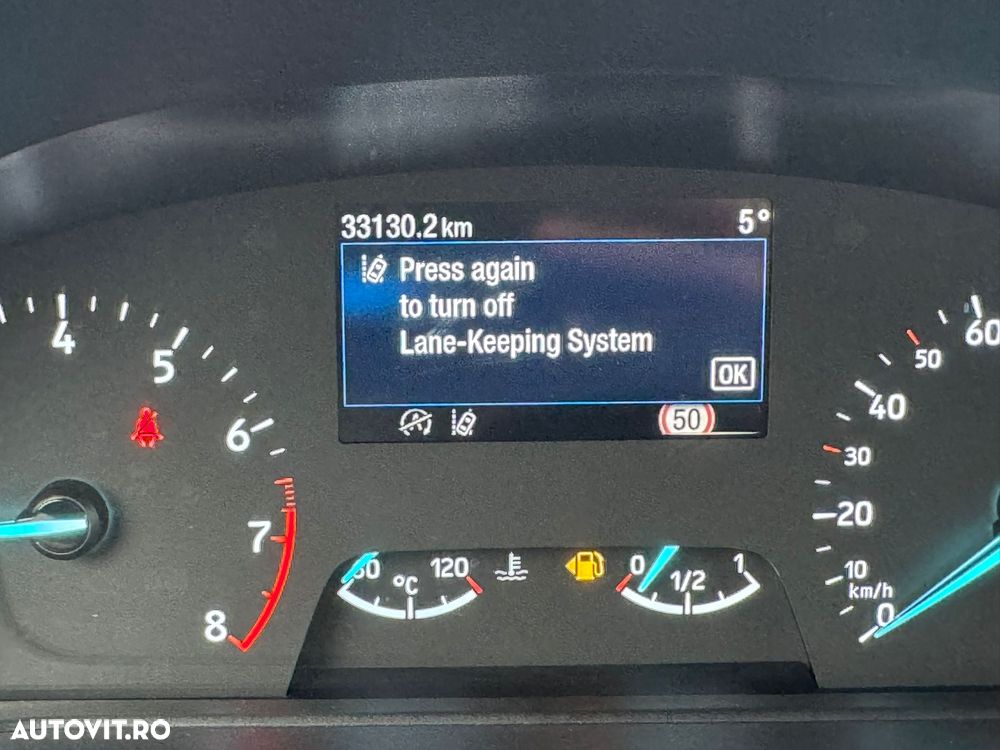 33130.2 km 5°
Press again
to turn off
Lane-Keeping System
OK
50
4
5
6
7
8
60
50
40
30
20
10
km/h
0
120
°C
0
1/2
1
AUTOVIT.RO